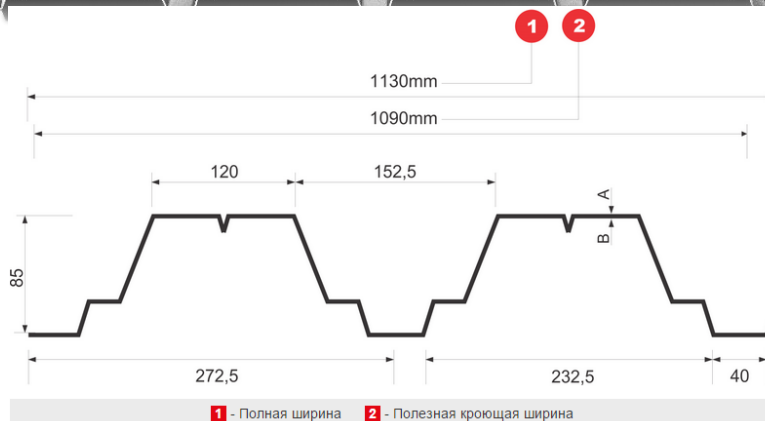 1 2
1130mm
1090mm
120 152,5
A
B
85
272,5 232,5 40
1 - Полная ширина 2 - Полезная кроющая ширина